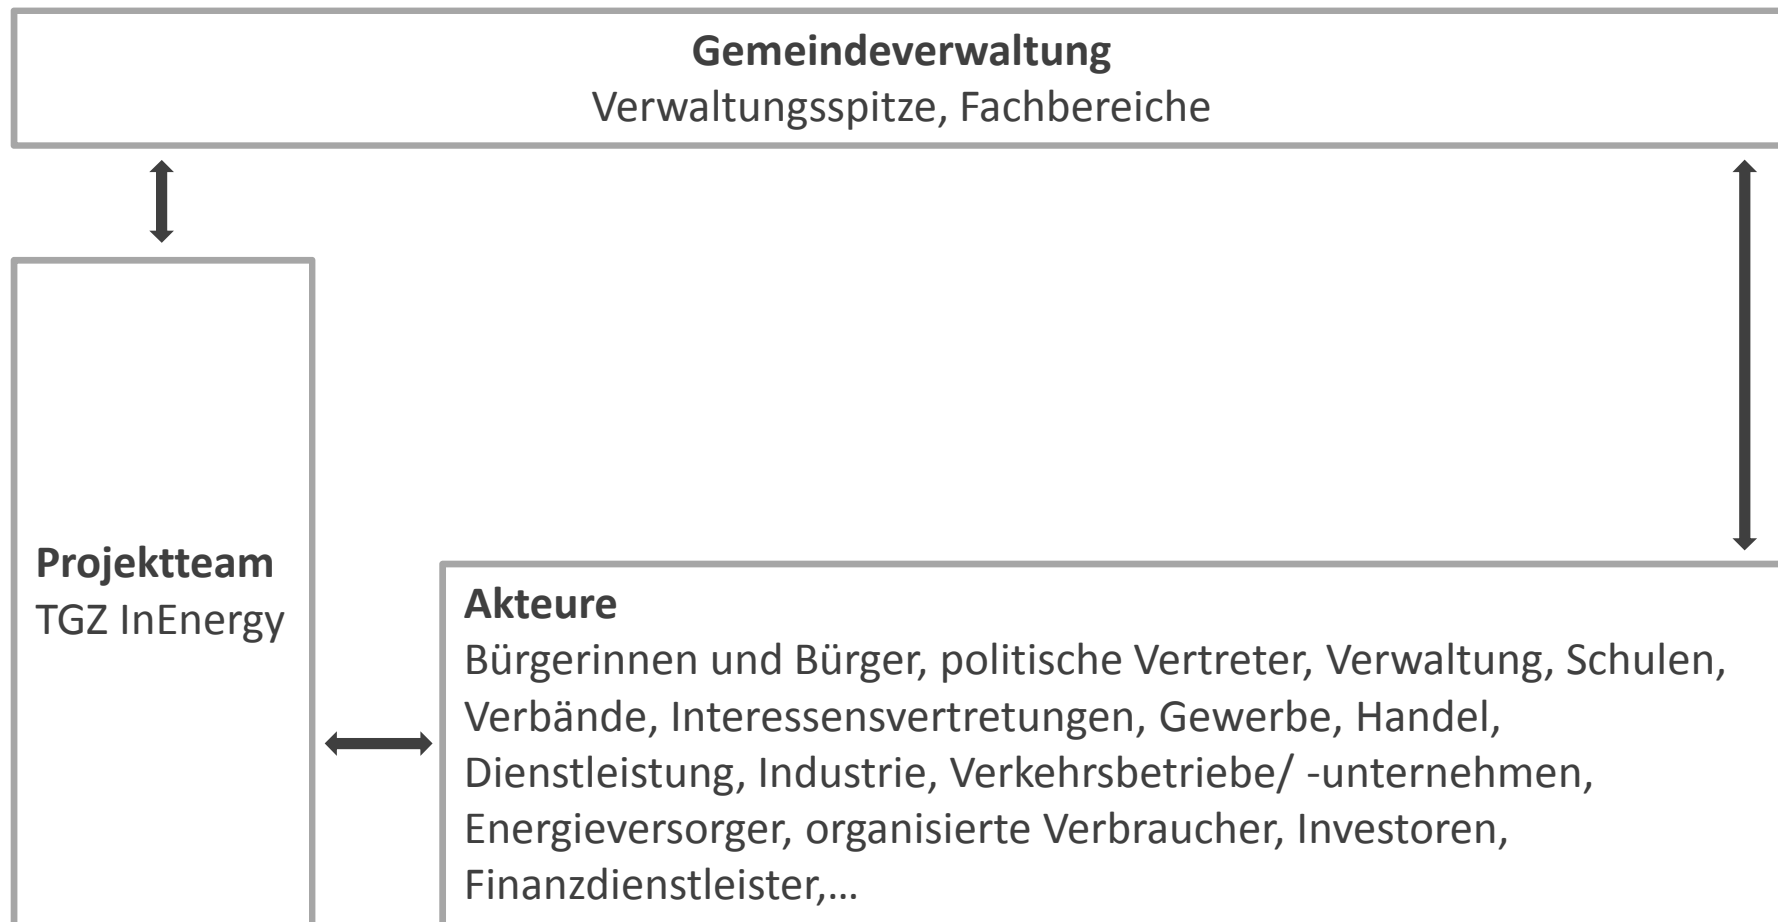 Gemeindeverwaltung
Verwaltungsspitze, Fachbereiche
Projektteam
TGZ InEnergy
Akteure
Bürgerinnen und Bürger, politische Vertreter, Verwaltung, Schulen,
Verbände, Interessensvertretungen, Gewerbe, Handel,
Dienstleistung, Industrie, Verkehrsbetriebe/ -unternehmen,
Energieversorger, organisierte Verbraucher, Investoren,
Finanzdienstleister,...